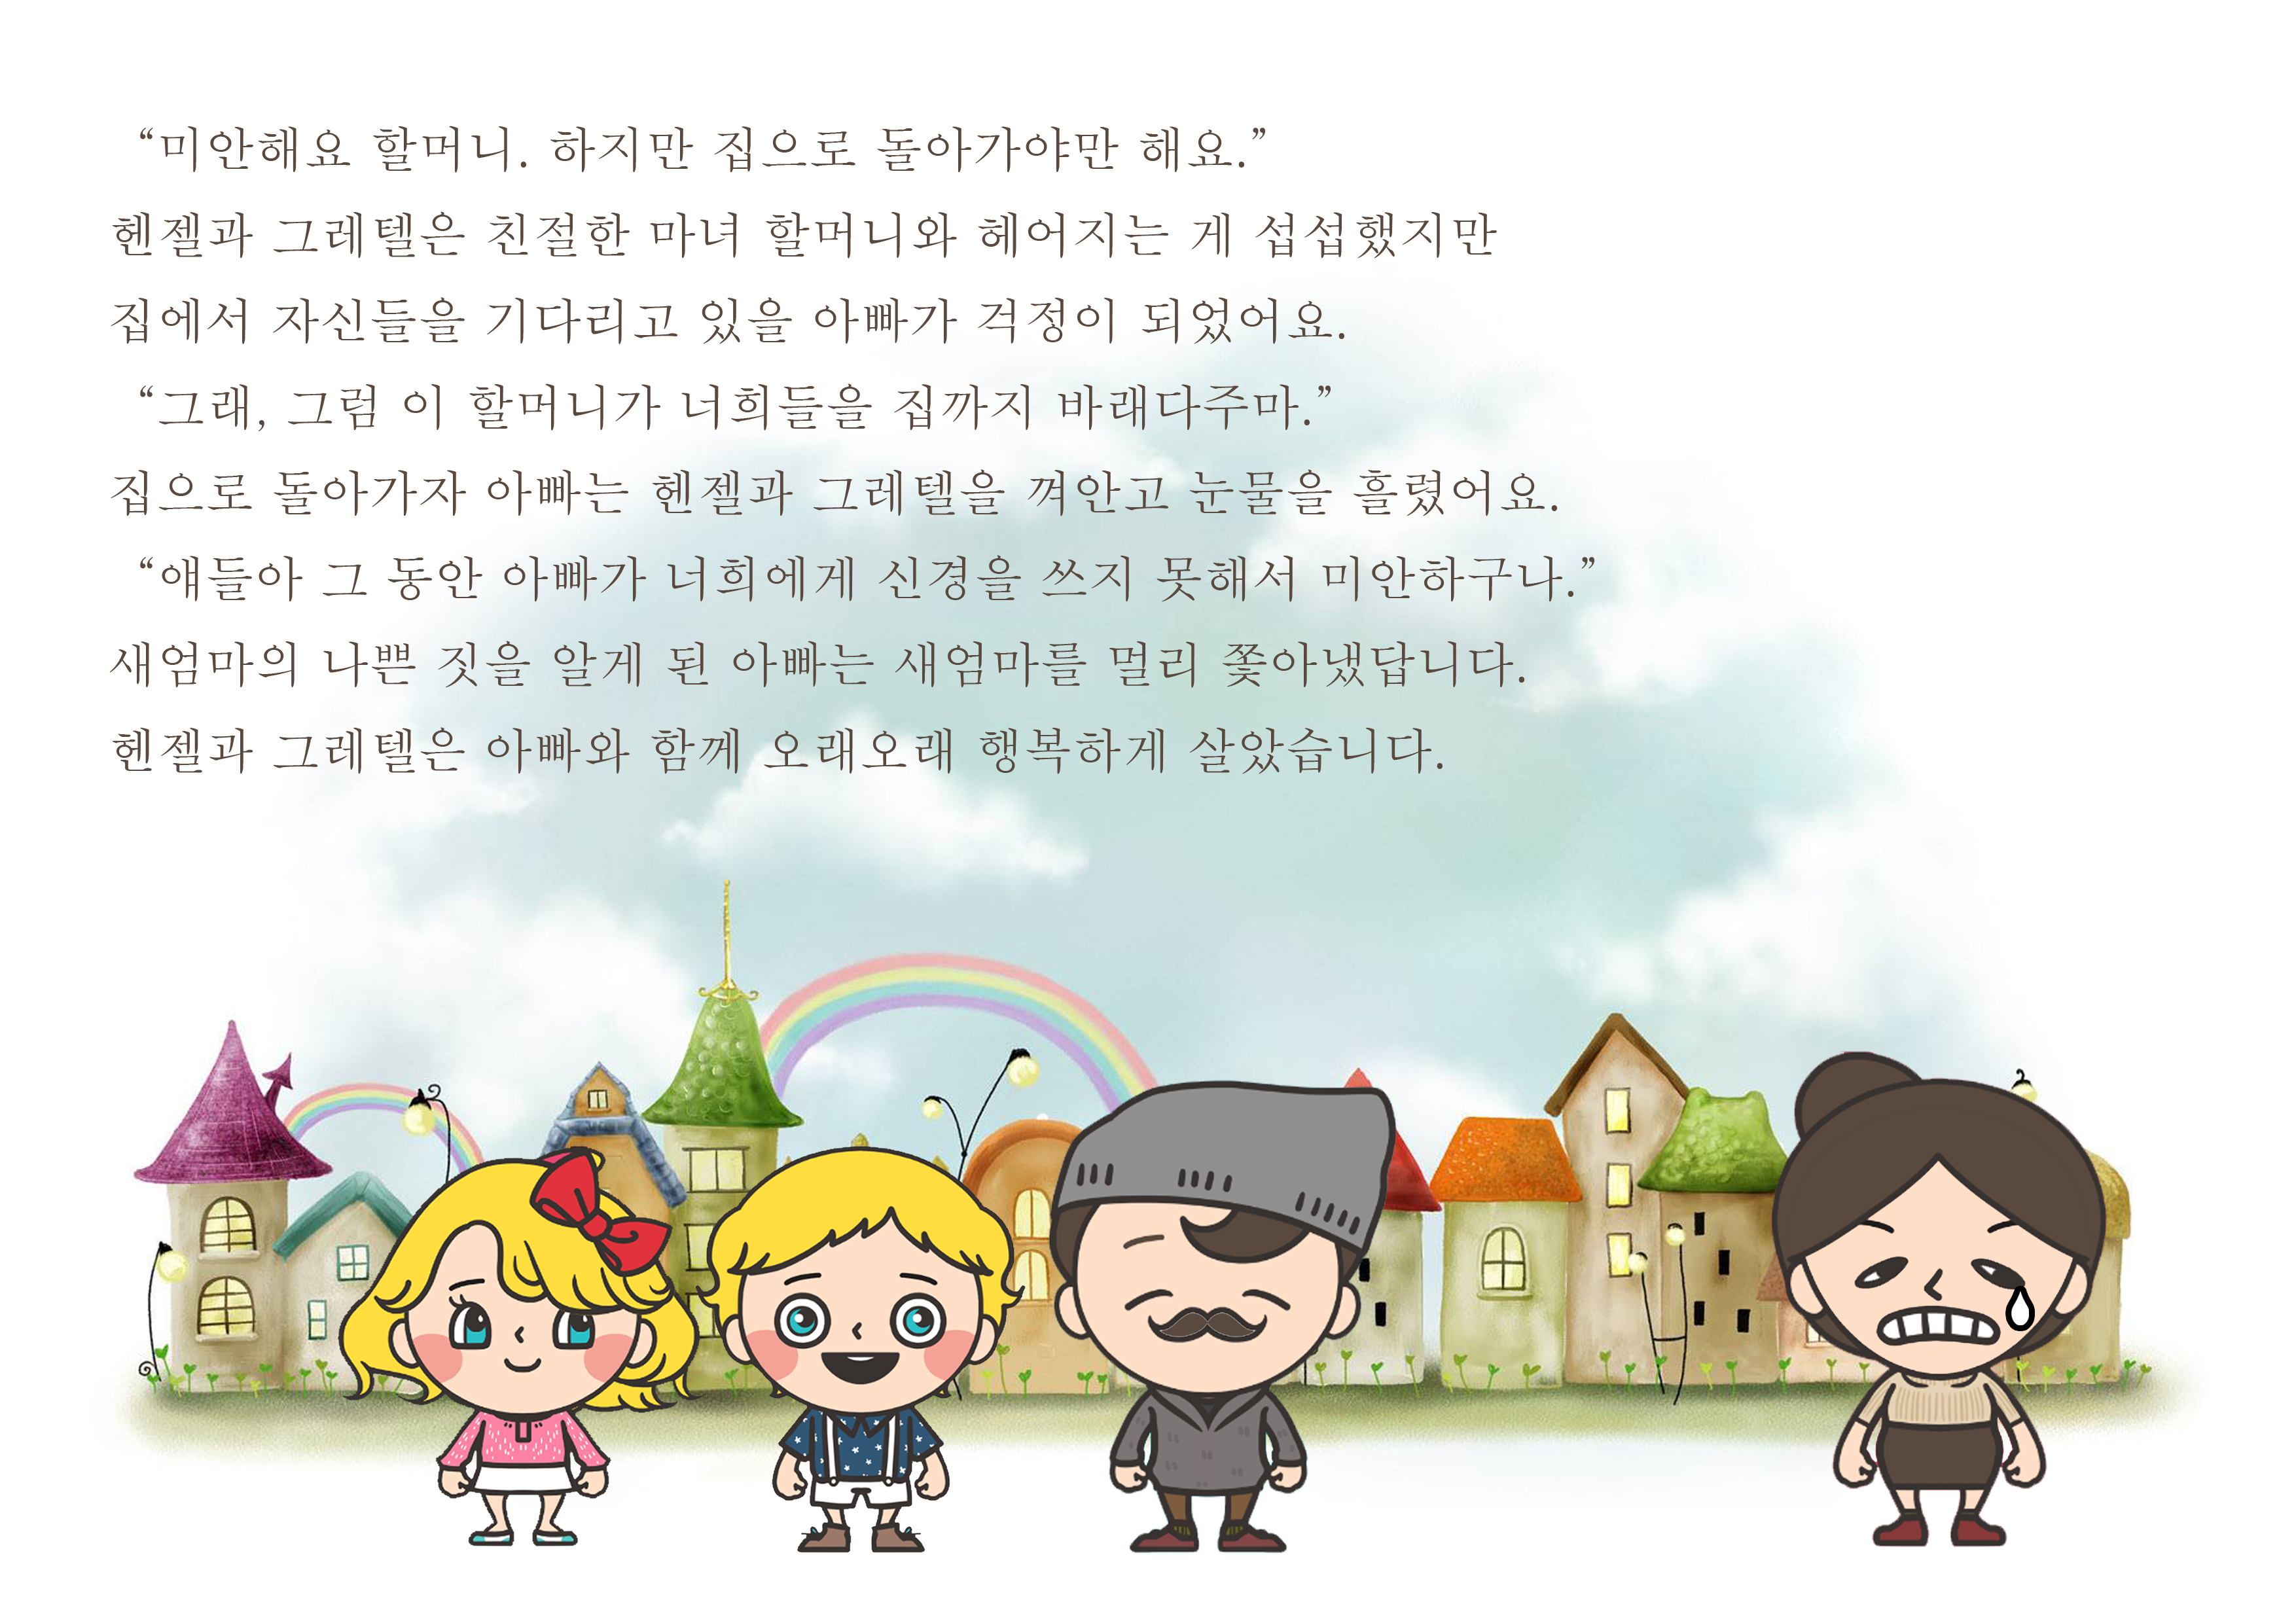 “미안해요 할머니. 하지만 집으로 돌아가야만 해요.”
헨젤과 그레텔은 친절한 마녀 할머니와 헤어지는 게 섭섭했지만
집에서 자신들을 기다리고 있을 아빠가 걱정이 되었어요.
“그래, 그럼 이 할머니가 너희들을 집까지 바래다주마.”
집으로 돌아가자 아빠는 헨젤과 그레텔을 껴안고 눈물을 흘렸어요.
“얘들아 그 동안 아빠가 너희에게 신경을 쓰지 못해서 미안하구나.”
새엄마의 나쁜 짓을 알게 된 아빠는 새엄마를 멀리 쫓아냈답니다.
헨젤과 그레텔은 아빠와 함께 오래오래 행복하게 살았습니다.